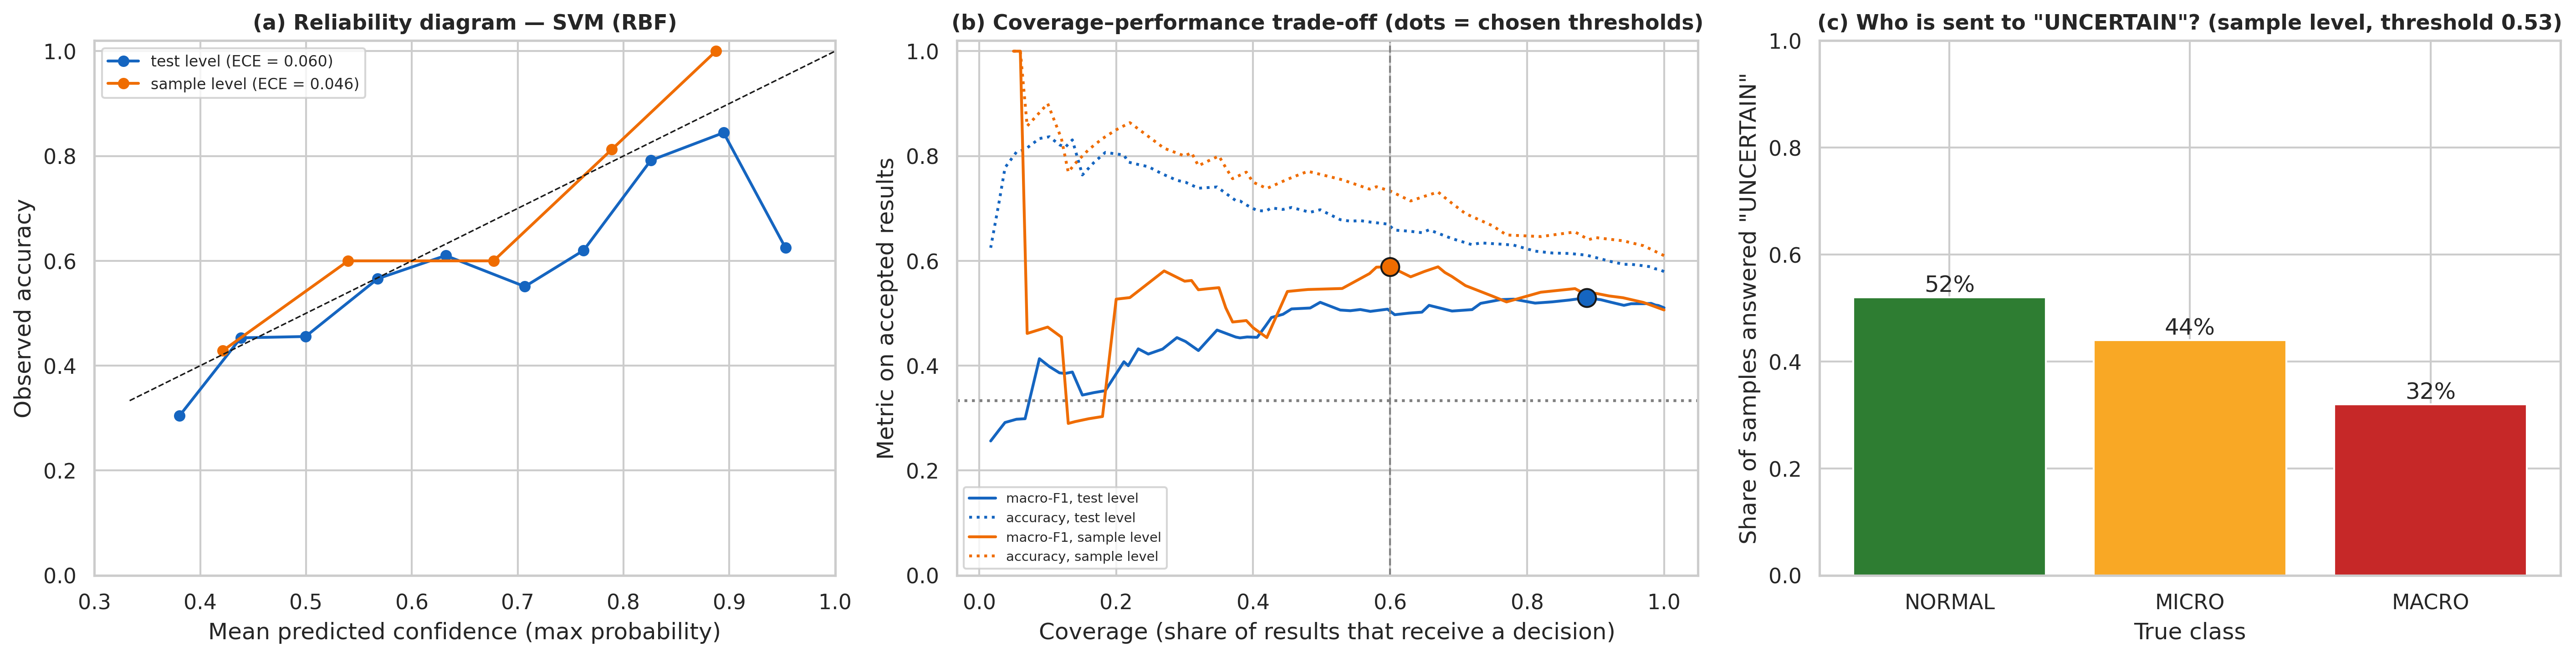 (a) Reliability diagram — SVM (RBF)
test level (ECE = 0.060)
sample level (ECE = 0.046)
Observed accuracy
1.0
0.8
0.6
0.4
0.2
0.0
0.3 0.4 0.5 0.6 0.7 0.8 0.9 1.0
Mean predicted confidence (max probability)
(b) Coverage–performance trade-off (dots = chosen thresholds)
Metric on accepted results
1.0
0.8
0.6
0.4
0.2
0.0
macro-F1, test level
accuracy, test level
macro-F1, sample level
accuracy, sample level
0.0 0.2 0.4 0.6 0.8 1.0
Coverage (share of results that receive a decision)
(c) Who is sent to "UNCERTAIN"? (sample level, threshold 0.53)
Share of samples answered "UNCERTAIN"
1.0
0.8
0.6
0.4
0.2
0.0
52%
44%
32%
NORMAL MICRO MACRO
True class